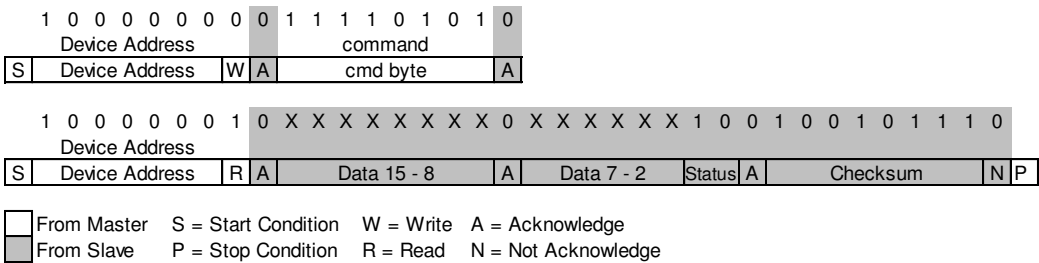 1 0 0 0 0 0 0 0 0 1 1 1 1 0 1 0 1 0
Device Address command
S Device Address W A cmd byte A
1 0 0 0 0 0 0 1 0 X X X X X X X X 0 X X X X X X 1 0 0 1 0 0 1 0 1 1 1 0
Device Address
S Device Address R A Data 15 - 8 A Data 7 - 2 Status A Checksum N P
From Master S = Start Condition W = Write A = Acknowledge
From Slave P = Stop Condition R = Read N = Not Acknowledge